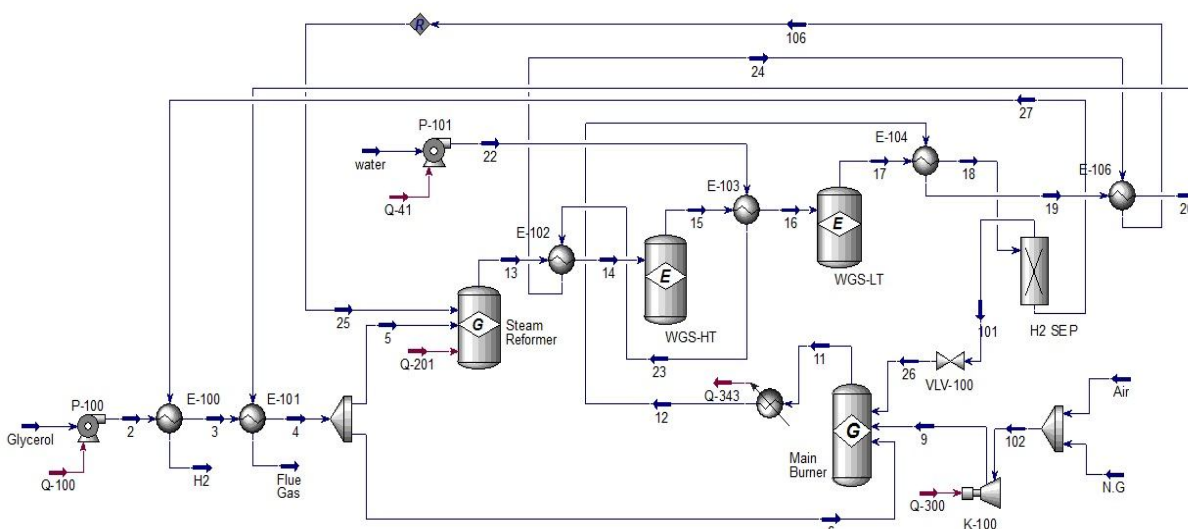 R
106
24
27
P-101
22
water
Q-41
E-104
17
18
E-106
E-103
19
15
16
E
E-102
WGS-LT
13
14
E
25
G
Steam
Reformer
WGS-HT
H2 SEP
5
Q-201
23
101
11
26
VLV-100
Q-343
12
Air
P-100
E-100
E-101
2
3
4
G
9
102
Glycerol
Main
Burner
N.G
Q-100
H2
Flue
Gas
Q-300
K-100